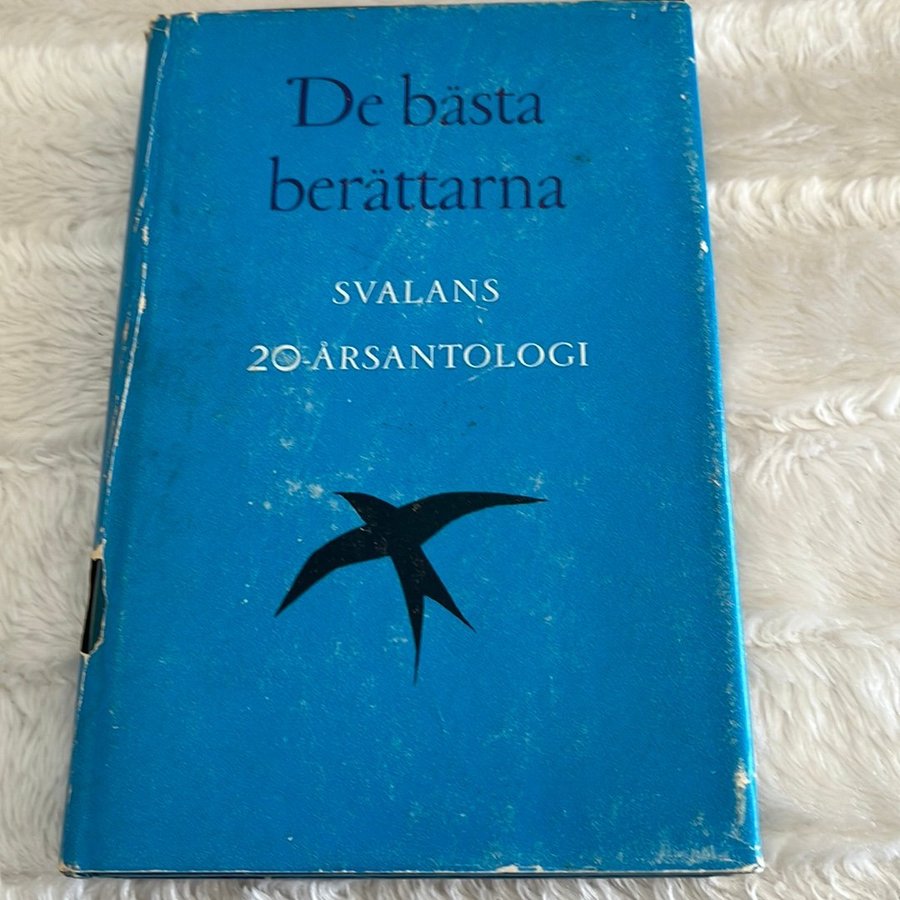 De bästa
berättarna
SVALANS
20-ÅRSANTOLOGI